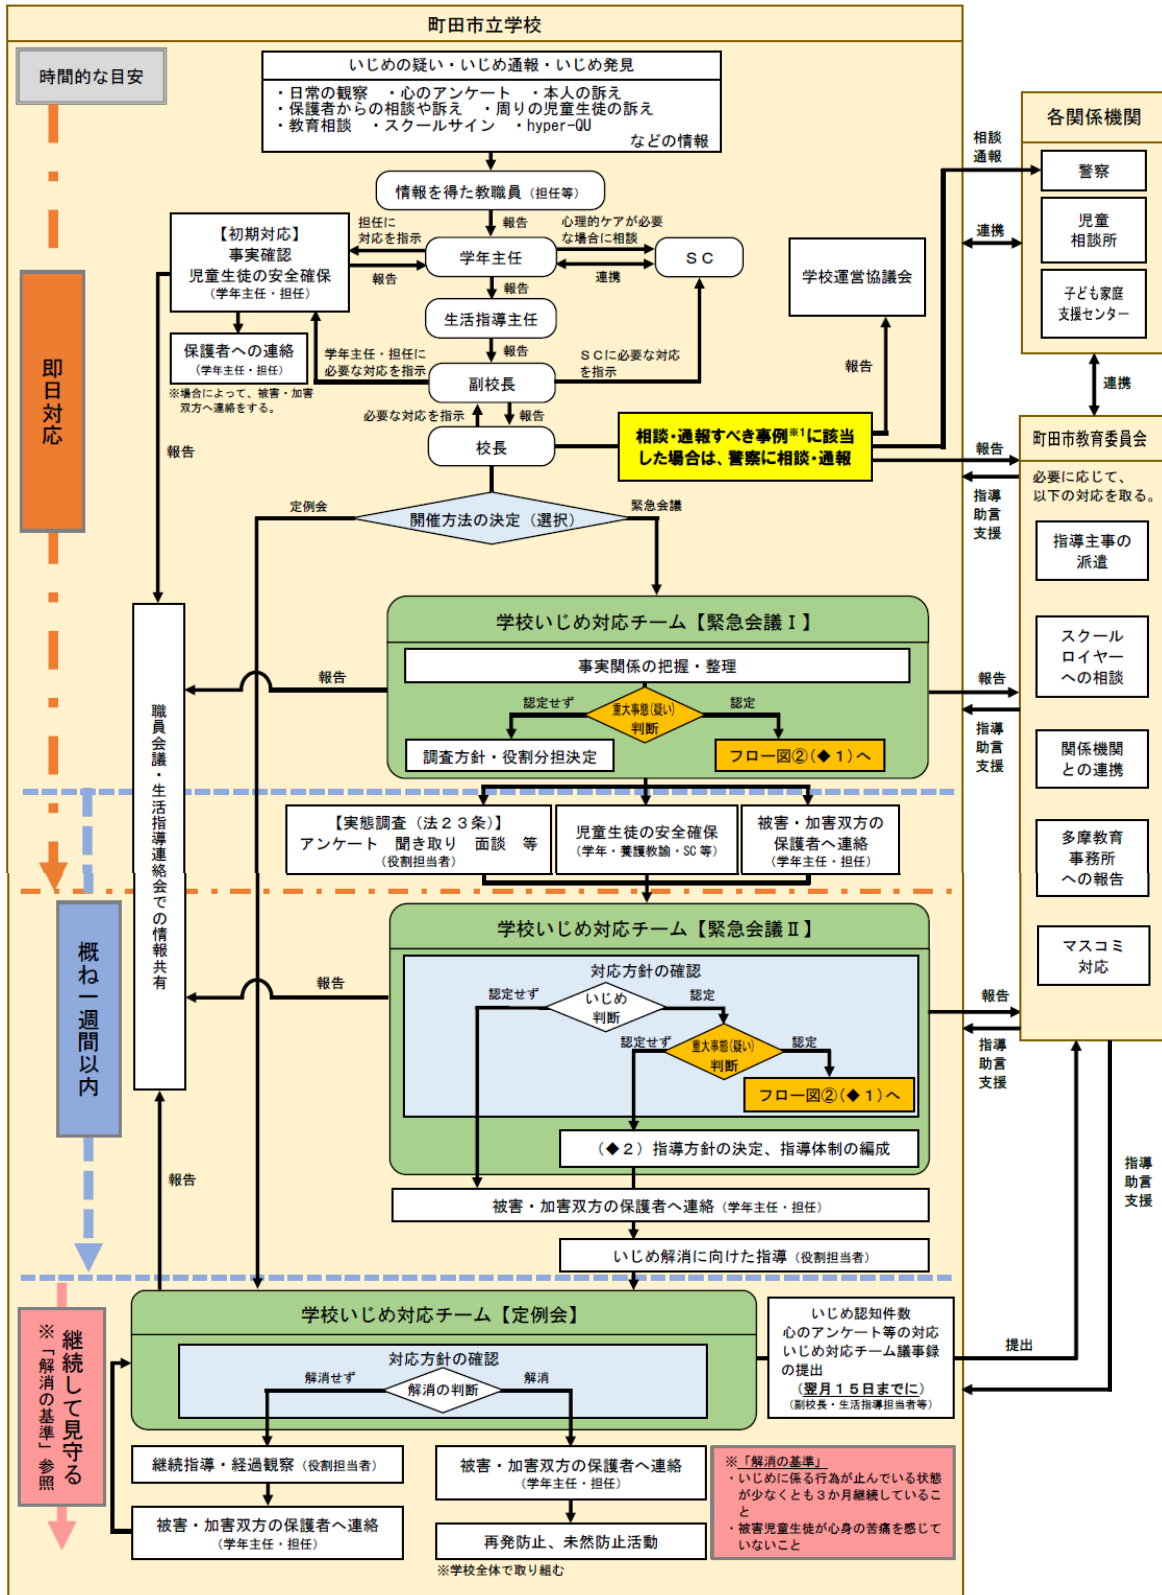 町田市立学校
時間的な目安
いじめの疑い・いじめ通報・いじめ発見
・日常の観察　・心のアンケート　・本人の訴え
・保護者からの相談や訴え　・周りの児童生徒の訴え
・教育相談　・スクールサイン　・hyper-QU
などの情報
情報を得た教職員（担任等）
報告
担任に
対応を指示
心理的ケアが必要
な場合に相談
【初期対応】
事実確認
児童生徒の安全確保
（学年主任・担任）
報告
学年主任
連携
ＳＣ
報告
生活指導主任
保護者への連絡
（学年主任・担任）
※場合によって、被害・加害
双方へ連絡をする。
学年主任・担任に
必要な対応を指示
報告
ＳＣに必要な対応
を指示
副校長
必要な対応を指示
報告
校長
相談・通報すべき事例※1に該当
した場合は、警察に相談・通報
学校運営協議会
報告
相談
通報
各関係機関
警察
児童
相談所
子ども家庭
支援センター
連携
連携
報告
指導
助言
支援
町田市教育委員会
必要に応じて、
以下の対応を取る。
指導主事の
派遣
スクール
ロイヤー
への相談
関係機関
との連携
多摩教育
事務所
への報告
マスコミ
対応
即日対応
報告
定例会
開催方法の決定（選択）
緊急会議
学校いじめ対応チーム【緊急会議Ⅰ】
事実関係の把握・整理
認定せず
重大事態(疑い)
判断
認定
調査方針・役割分担決定
フロー図②(◆１)へ
報告
報告
指導
助言
支援
職員会議・生活指導連絡会での情報共有
【実態調査（法２３条）】
アンケート　聞き取り　面談　等
（役割担当者）
児童生徒の安全確保
（学年・養護教諭・SC 等）
被害・加害双方の
保護者へ連絡
（学年主任・担任）
概ね一週間以内
学校いじめ対応チーム【緊急会議Ⅱ】
対応方針の確認
認定せず
いじめ
判断
認定
認定せず
重大事態(疑い)
判断
認定
フロー図②(◆１)へ
（◆２）指導方針の決定、指導体制の編成
報告
報告
指導
助言
支援
報告
被害・加害双方の保護者へ連絡（学年主任・担任）
いじめ解消に向けた指導（役割担当者）
指導
助言
支援
継続して見守る
※「解消の基準」参照
学校いじめ対応チーム【定例会】
対応方針の確認
解消せず
解消の判断
解消
いじめ認知件数
心のアンケート等の対応
いじめ対応チーム議事録
の提出
（翌月１５日までに）
（副校長・生活指導担当者等）
提出
継続指導・経過観察（役割担当者）
被害・加害双方の保護者へ連絡
（学年主任・担任）
被害・加害双方の保護者へ連絡
（学年主任・担任）
再発防止、未然防止活動
※学校全体で取り組む
※「解消の基準」
・いじめに係る行為が止んでいる状態
が少なくとも３か月継続しているこ
と
・被害児童生徒が心身の苦痛を感じて
いないこと